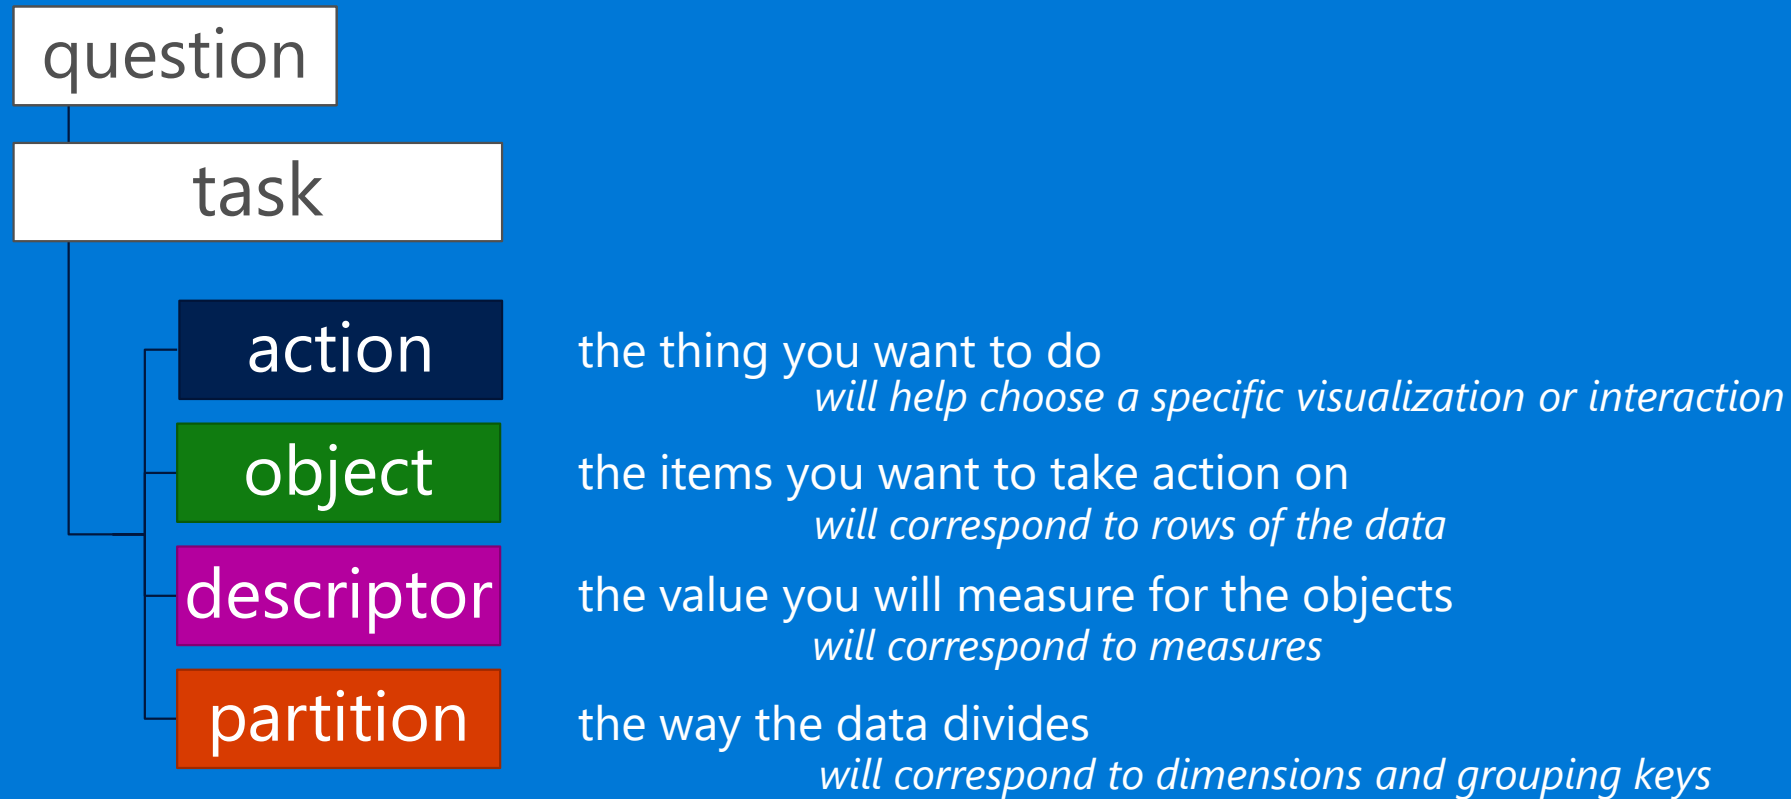 question
task
action
the thing you want to do
will help choose a specific visualization or interaction
object
the items you want to take action on
will correspond to rows of the data
descriptor
the value you will measure for the objects
will correspond to measures
partition
the way the data divides
will correspond to dimensions and grouping keys